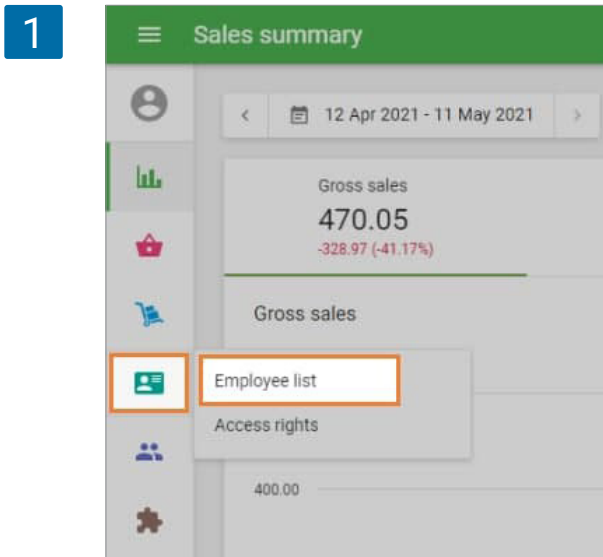 1
Sales summary
12 Apr 2021 - 11 May 2021
Gross sales
470.05
-328.97 (-41.17%)
Gross sales
Employee list
Access rights
400.00